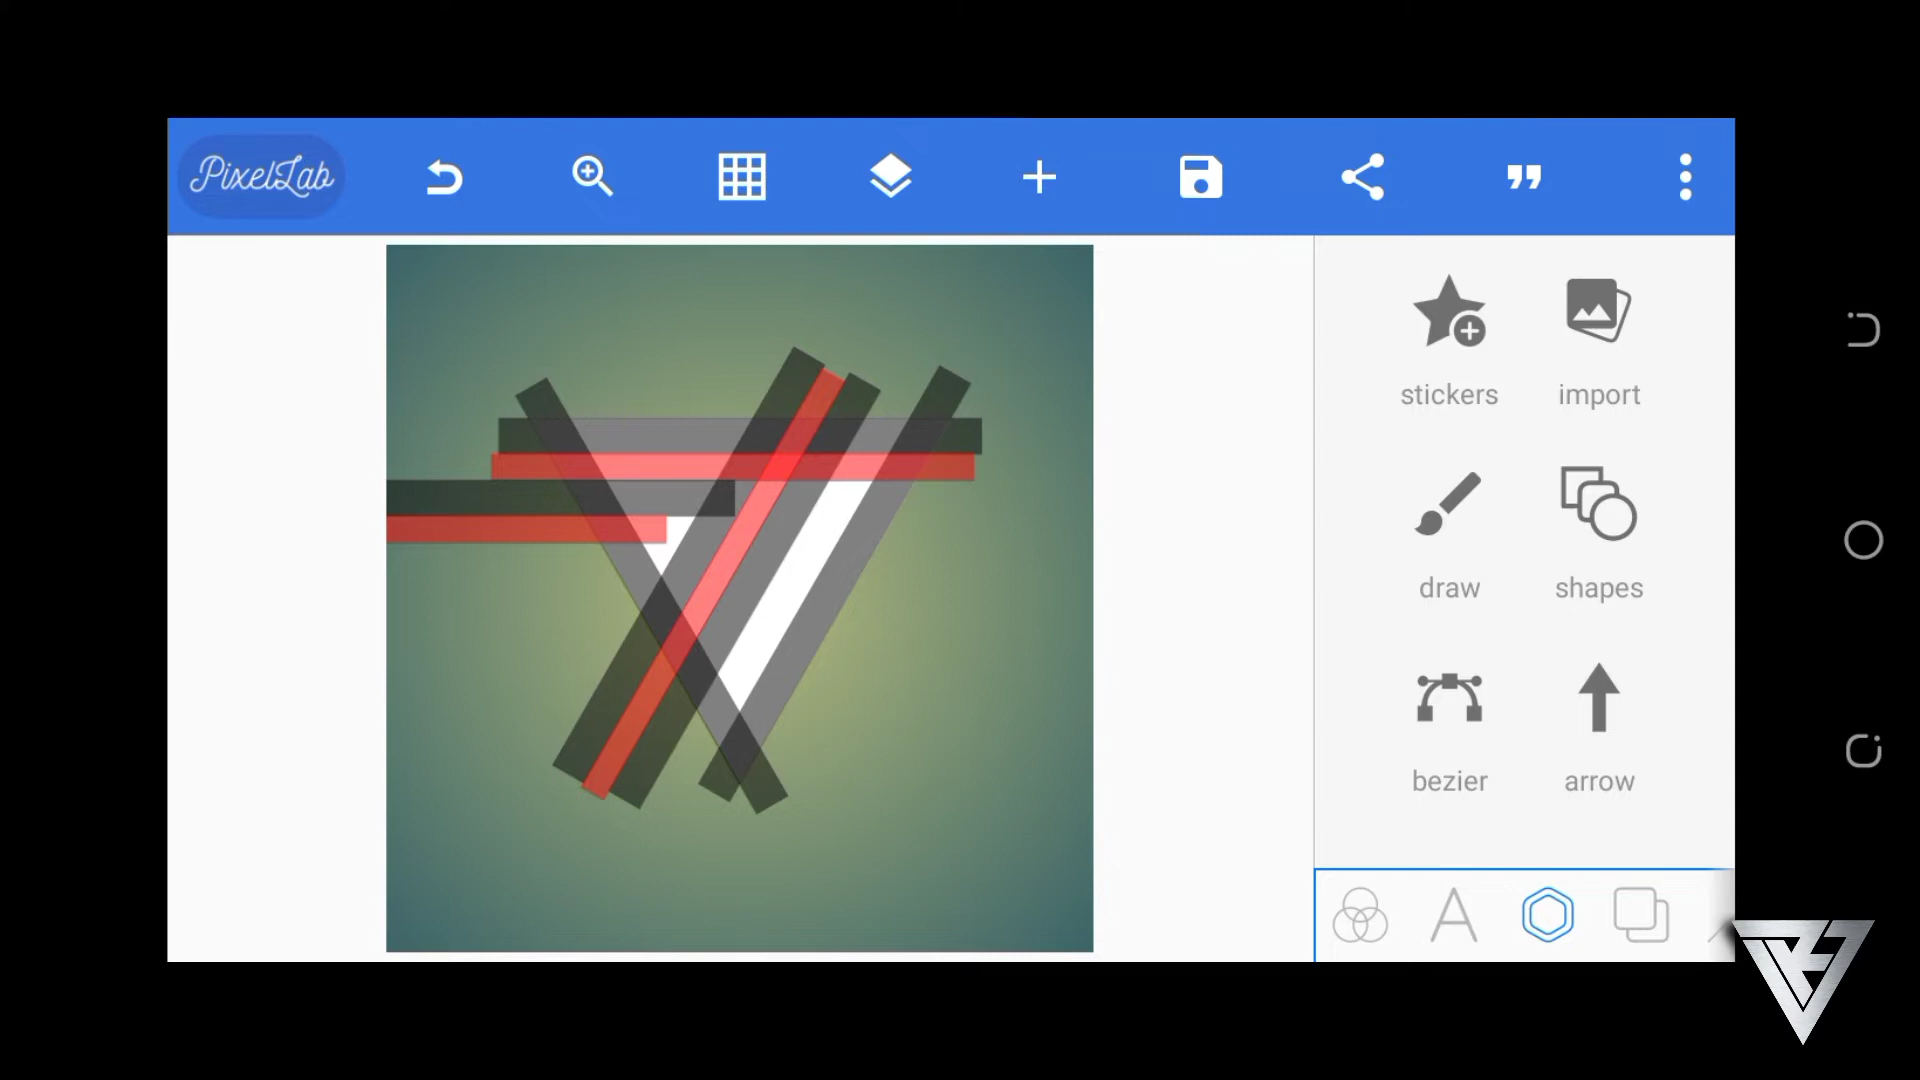 PixelLab
stickers
import
draw
shapes
bezier
arrow